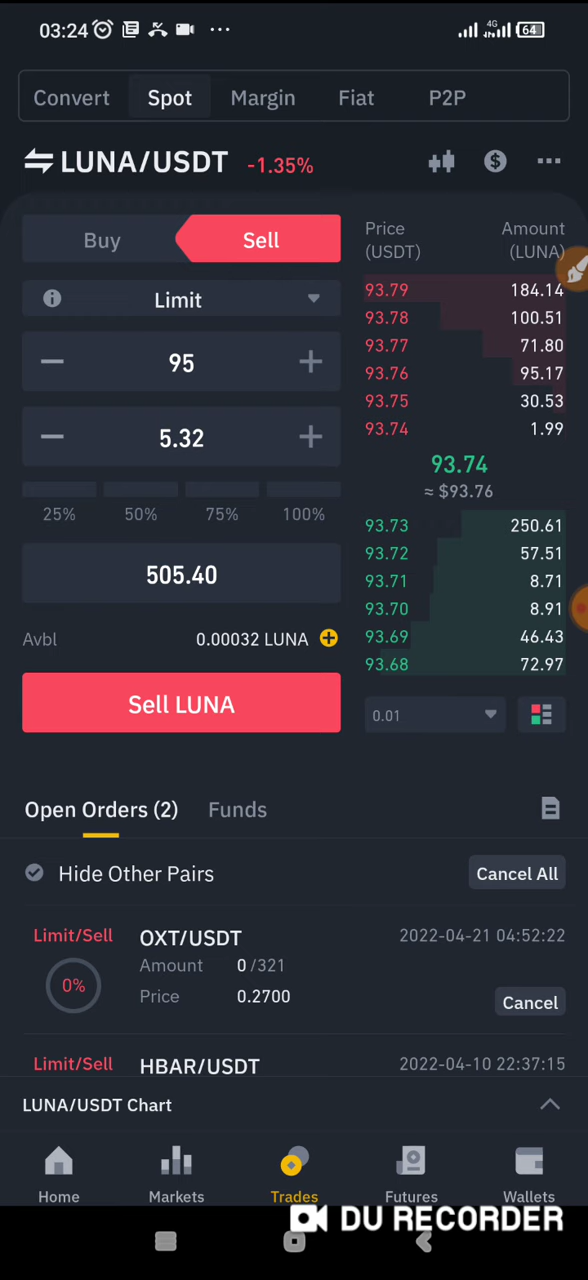 03:24 4G 64
Convert Spot Margin Fiat P2P
LUNA/USDT -1.35%
Buy Sell
Limit
95
5.32
25% 50% 75% 100%
505.40
Avbl 0.00032 LUNA
Sell LUNA
Price Amount
(USDT) (LUNA)
93.79 184.14
93.78 100.51
93.77 71.80
93.76 95.17
93.75 30.53
93.74 1.99
93.74
≈ $93.76
93.73 250.61
93.72 57.51
93.71 8.71
93.70 8.91
93.69 46.43
93.68 72.97
0.01
Open Orders (2) Funds
Hide Other Pairs Cancel All
Limit/Sell OXT/USDT 2022-04-21 04:52:22
Amount 0 /321
0%
Price 0.2700
Cancel
Limit/Sell HBAR/USDT 2022-04-10 22:37:15
LUNA/USDT Chart
Home Markets Trades Futures Wallets
DU RECORDER